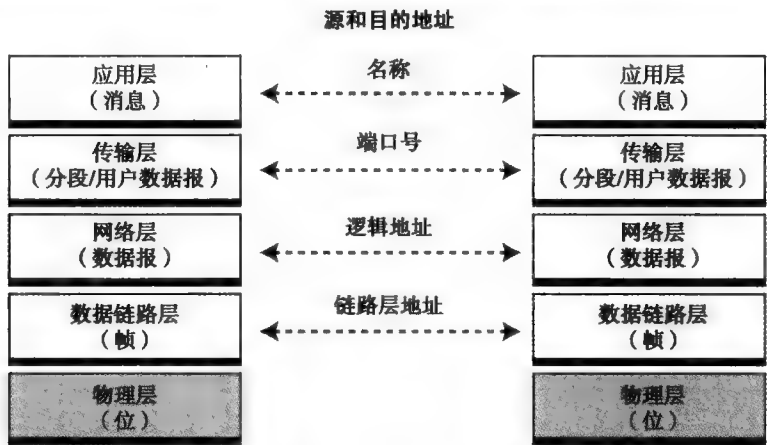 源和目的地址
应用层
（消息）
名称
应用层
（消息）
传输层
（分段/用户数据报）
端口号
传输层
（分段/用户数据报）
网络层
（数据报）
逻辑地址
网络层
（数据报）
数据链路层
（帧）
链路层地址
数据链路层
（帧）
物理层
（位）
物理层
（位）